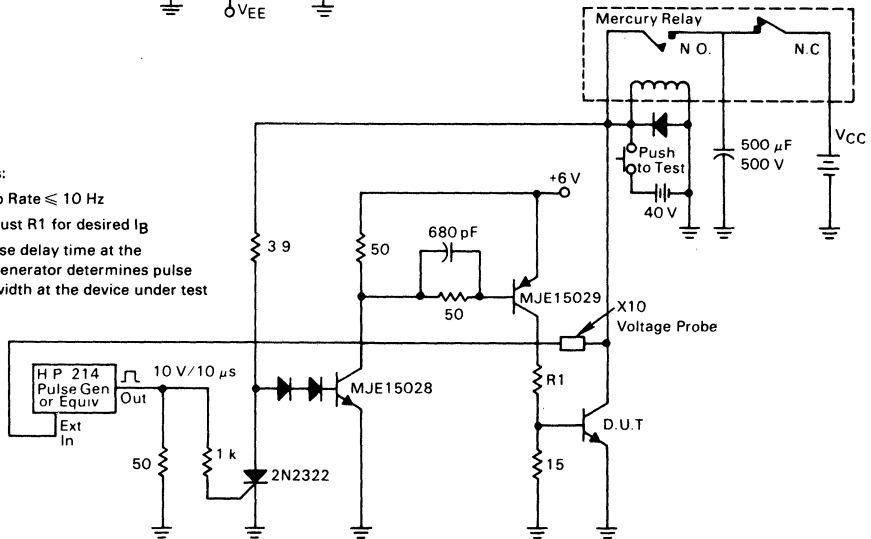 VEE
Mercury Relay
N O.
N.C
VCC
500 μF
500 V
Push
to Test
40 V
s:
p Rate ⩽ 10 Hz
ust R1 for desired IB
se delay time at the
enerator determines pulse
width at the device under test
+6 V
680 pF
3 9
50
50
MJE15029
X10
Voltage Probe
H P 214
Pulse Gen
or Equiv
Out
10 V/10 μs
Ext
In
MJE15028
R1
D.U.T
50
1 k
2N2322
15